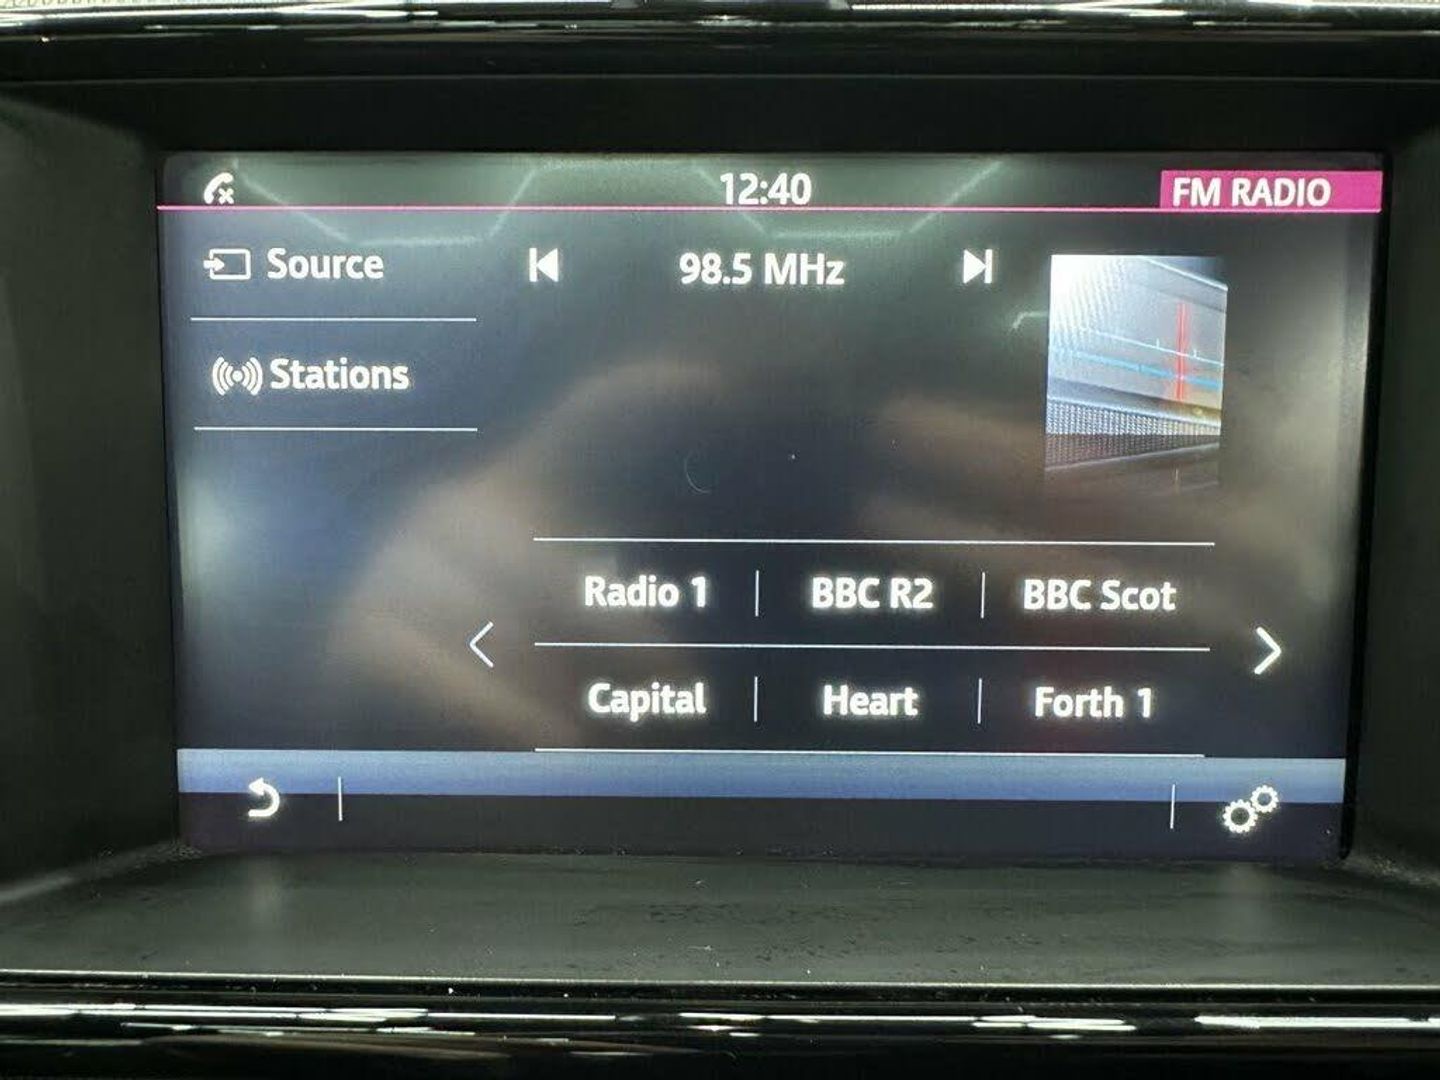 12:40 FM RADIO
Source 98.5 MHz
Stations
Radio 1 BBC R2 BBC Scot
Capital Heart Forth 1